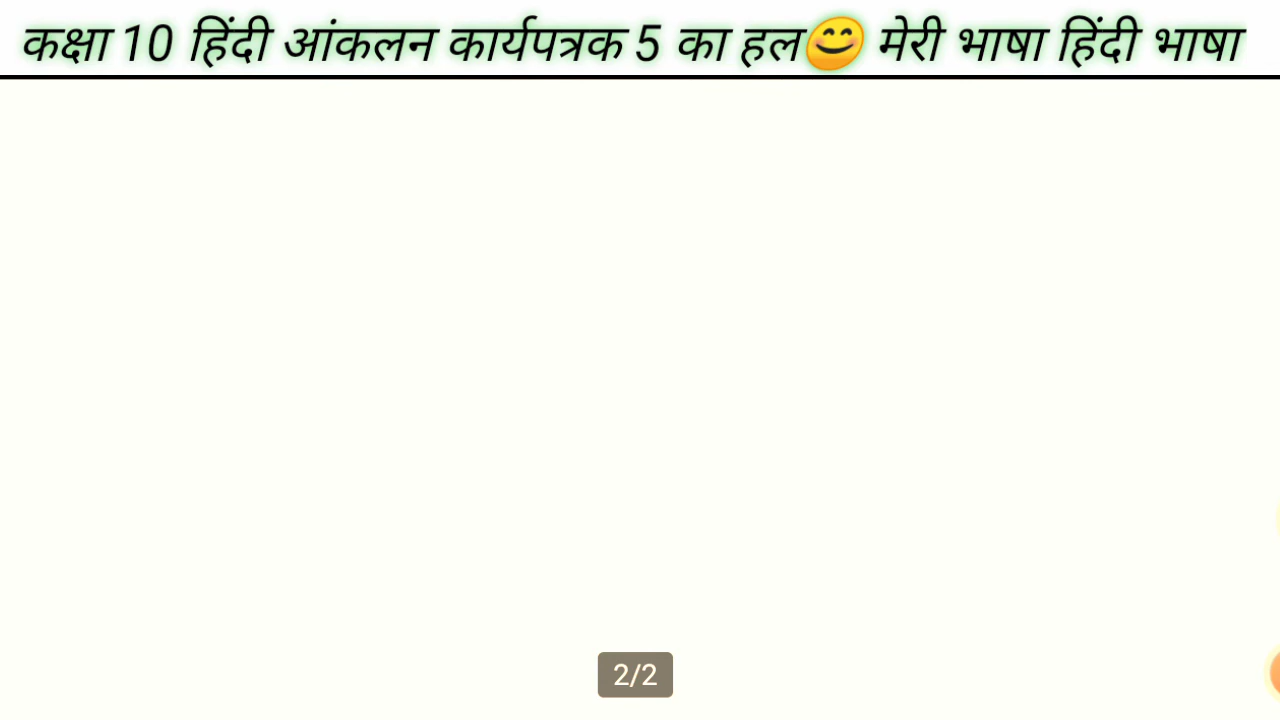 कक्षा 10 हिंदी आंकलन कार्यपत्रक 5 का हल😊 मेरी भाषा हिंदी भाषा
2/2